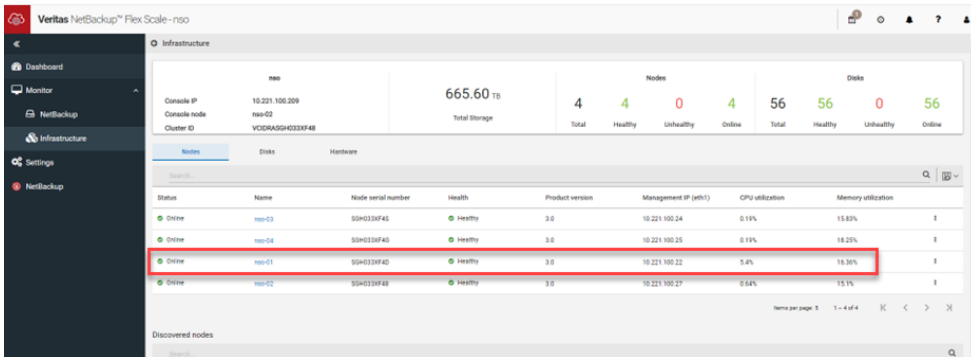 Veritas NetBackup™ Flex Scale - nso
1
?
Infrastructure
Dashboard
Monitor
NetBackup
Infrastructure
Settings
NetBackup
nso
Console IP 10.221.100.209
Console node nso-02
Cluster ID VCIDRASGH033XF48
665.60 TB
Total Storage
Nodes
4 4 0 4
Total Healthy Unhealthy Online
Disks
56 56 0 56
Total Healthy Unhealthy Online
Nodes Disks Hardware
Search...
Status Name Node serial number Health Product version Management IP (eth1) CPU utilization Memory utilization
Online nso-03 SGH033XF4S Healthy 3.0 10.221.100.24 0.19% 15.83%
Online nso-04 SGH033XF4G Healthy 3.0 10.221.100.25 0.19% 18.25%
Online nso-01 SGH033XF4D Healthy 3.0 10.221.100.22 5.4% 16.36%
Online nso-02 SGH033XF48 Healthy 3.0 10.221.100.27 0.64% 15.1%
Items per page: 5 1 – 4 of 4
Discovered nodes
Search...